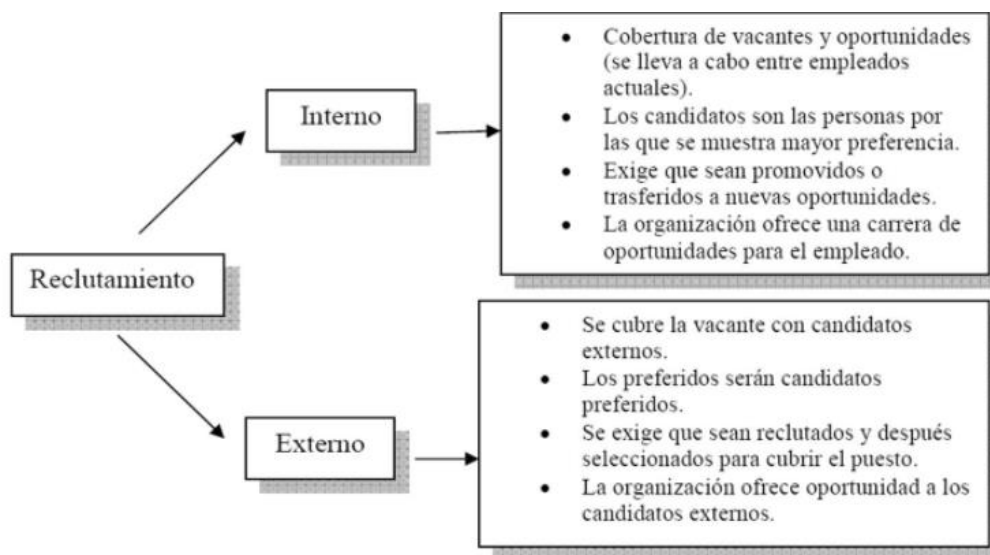 Reclutamiento
Interno
• Cobertura de vacantes y oportunidades
(se lleva a cabo entre empleados
actuales).
• Los candidatos son las personas por
las que se muestra mayor preferencia.
• Exige que sean promovidos o
trasferidos a nuevas oportunidades.
• La organización ofrece una carrera de
oportunidades para el empleado.
Externo
• Se cubre la vacante con candidatos
externos.
• Los preferidos serán candidatos
preferidos.
• Se exige que sean reclutados y después
seleccionados para cubrir el puesto.
• La organización ofrece oportunidad a los
candidatos externos.